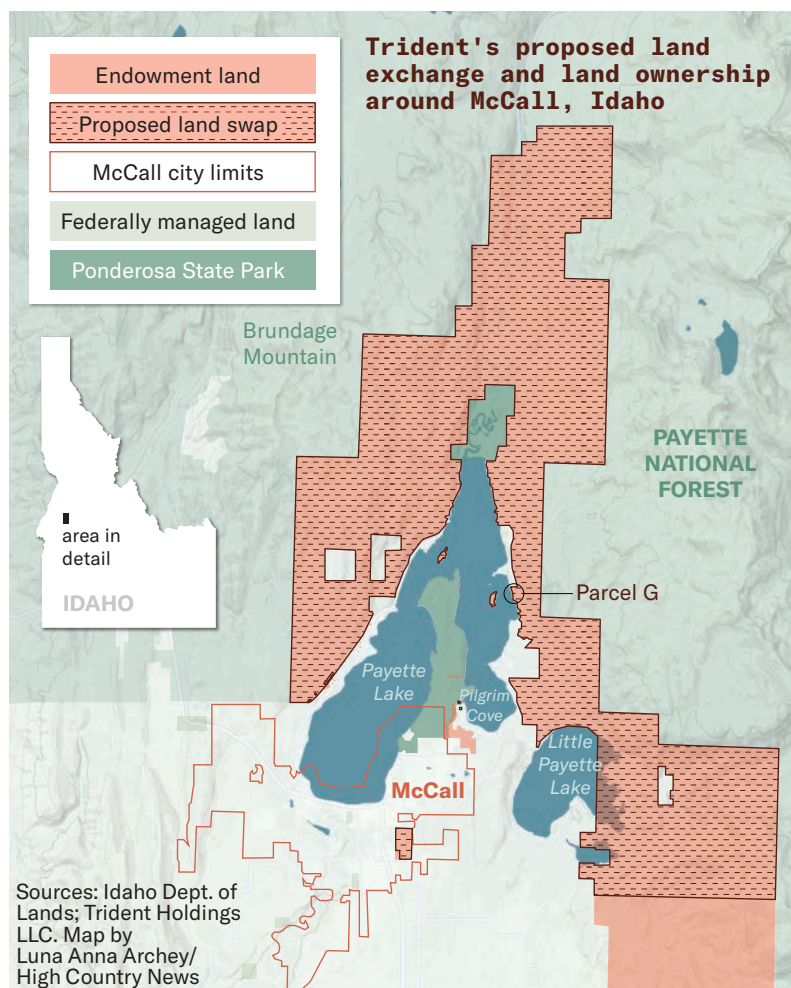 Trident's proposed land
exchange and land ownership
around McCall, Idaho
Endowment land
Proposed land swap
McCall city limits
Federally managed land
Ponderosa State Park
Brundage
Mountain
PAYETTE
NATIONAL
FOREST
area in
detail
IDAHO
Parcel G
Payette
Lake
Pilgrim
Cove
Little
Payette
Lake
McCall
Sources: Idaho Dept. of
Lands; Trident Holdings
LLC. Map by
Luna Anna Archey/
High Country News